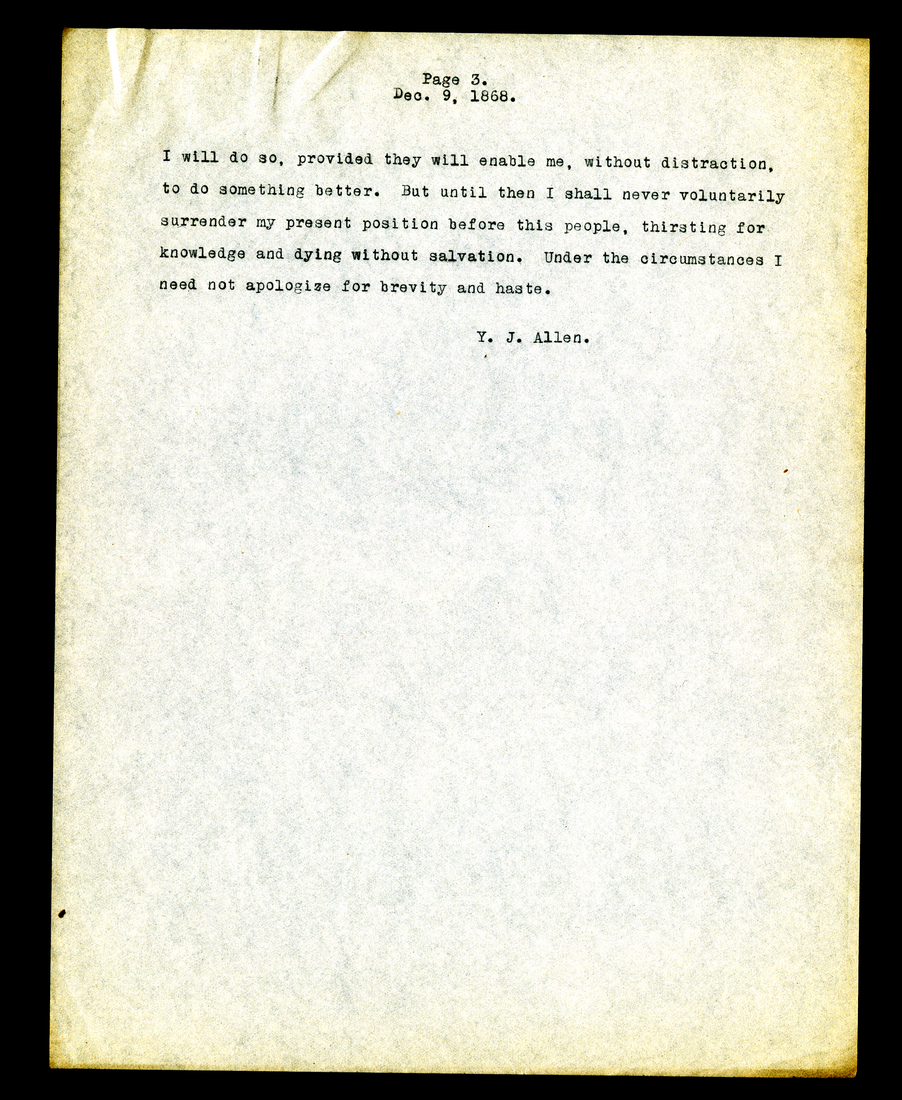 Page 3.
Dec. 9, 1868.
I will do so, provided they will enable me, without distraction,
to do something better. But until then I shall never voluntarily
surrender my present position before this people, thirsting for
knowledge and dying without salvation. Under the circumstances I
need not apologize for brevity and haste.
Y. J. Allen.